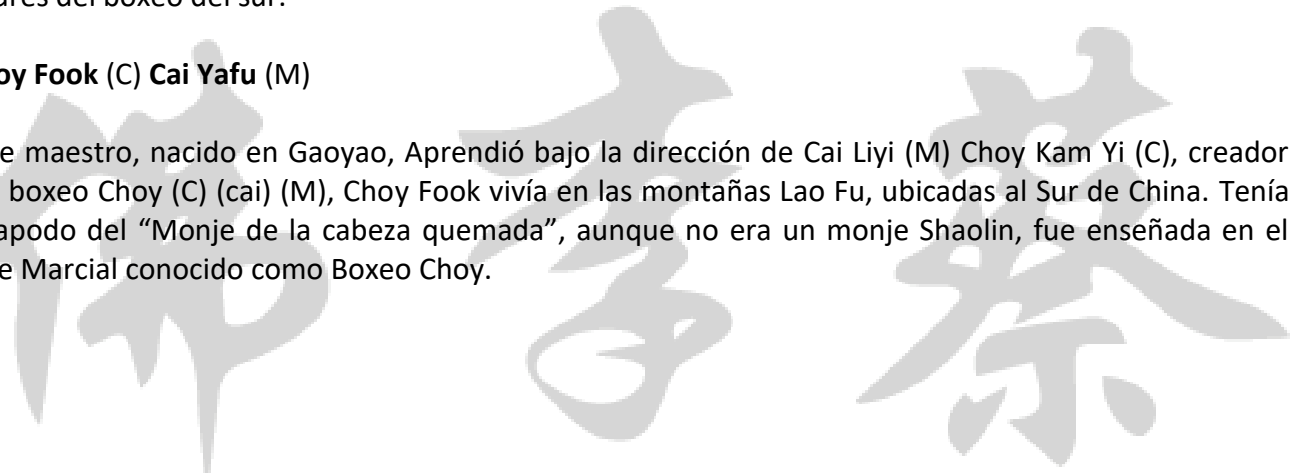 ares del boxeo del sur.
oy Fook (C) Cai Yafu (M)
e maestro, nacido en Gaoyao, Aprendió bajo la dirección de Cai Liyi (M) Choy Kam Yi (C), creador
boxeo Choy (C) (cai) (M), Choy Fook vivía en las montañas Lao Fu, ubicadas al Sur de China. Tenía
apodo del “Monje de la cabeza quemada”, aunque no era un monje Shaolin, fue enseñada en el
e Marcial conocido como Boxeo Choy.
佛李蔡